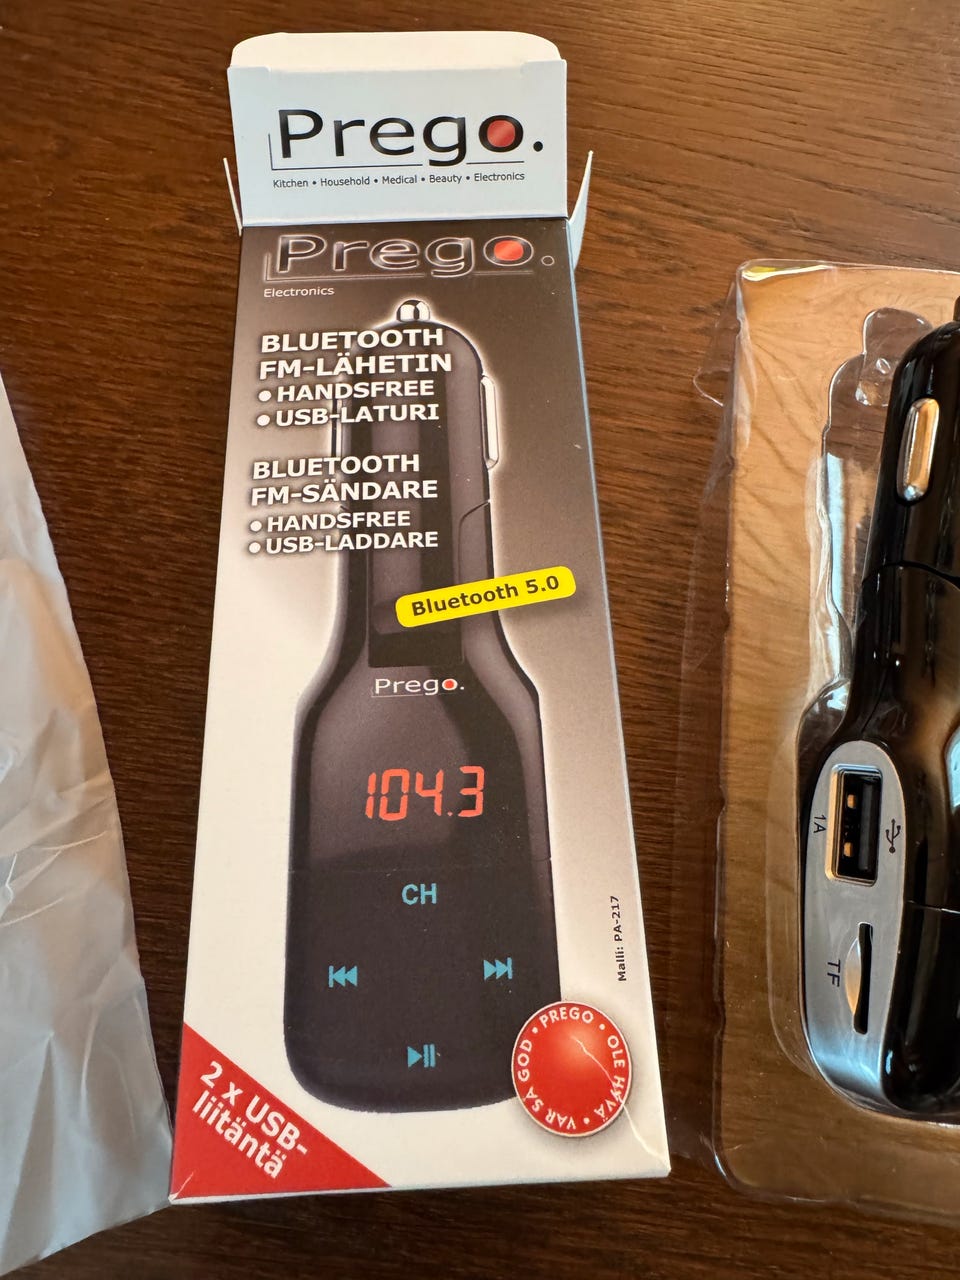 Prego.
Kitchen • Household • Medical • Beauty • Electronics
Prego.
Electronics
BLUETOOTH
FM-LÄHETIN
• HANDSFREE
• USB-LATURI
BLUETOOTH
FM-SÄNDARE
• HANDSFREE
• USB-LADDARE
Bluetooth 5.0
Prego.
104.3
CH
Malli: PA-217
• PREGO • OLE HYVÄ • VAR SÅ GOD
2 x USB-
liitäntä
1A
TF